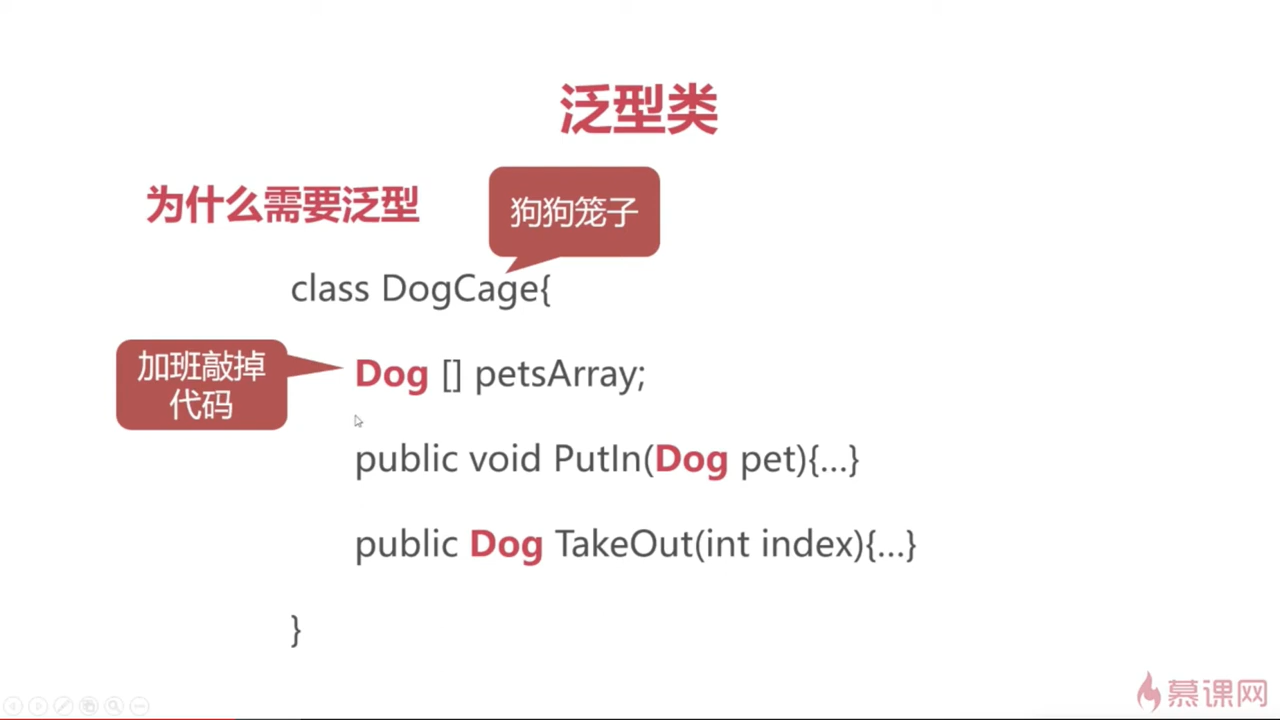 泛型类
为什么需要泛型
狗狗笼子
class DogCage{
加班敲掉
代码
Dog [] petsArray;
public void PutIn(Dog pet){...}
public Dog TakeOut(int index){...}
}
慕课网